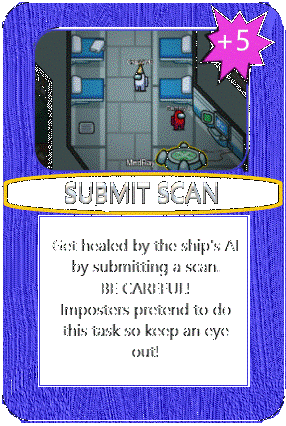 +5
MedBay
SUBMIT SCAN
Get healed by the ship's AI
by submitting a scan.
BE CAREFUL!
Imposters pretend to do
this task so keep an eye
out!